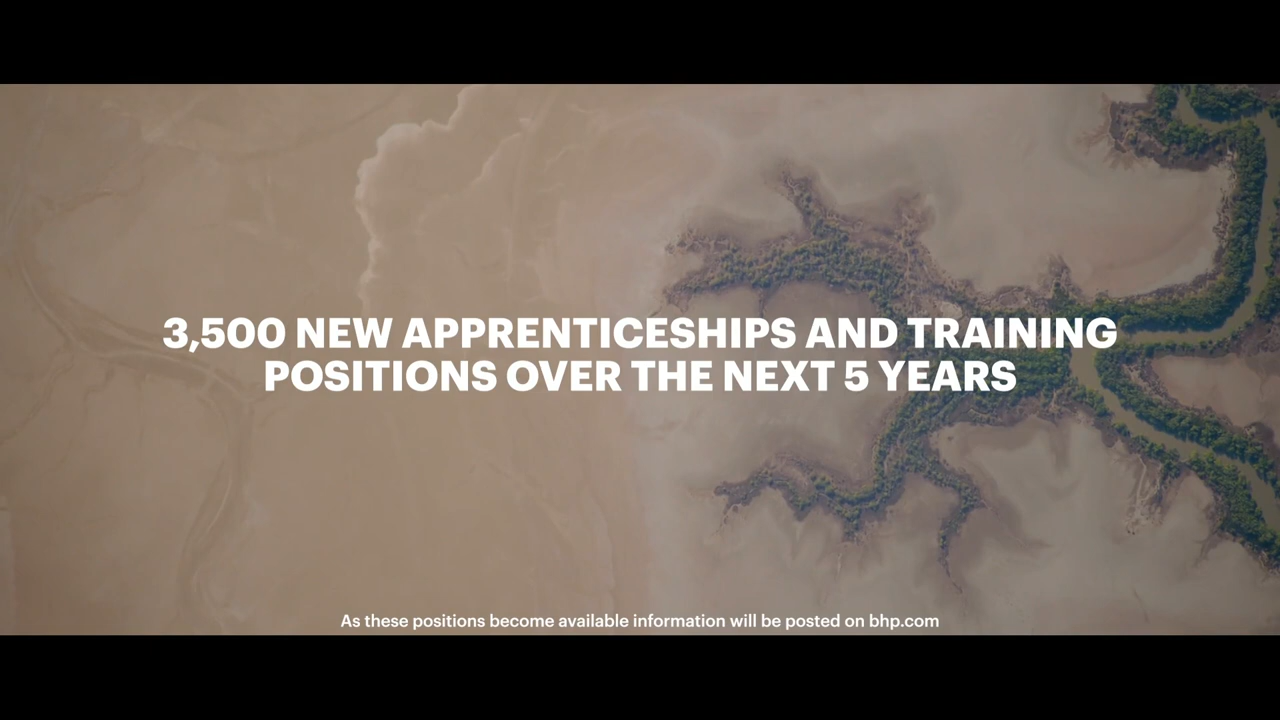 3,500 NEW APPRENTICESHIPS AND TRAINING
POSITIONS OVER THE NEXT 5 YEARS
As these positions become available information will be posted on bhp.com